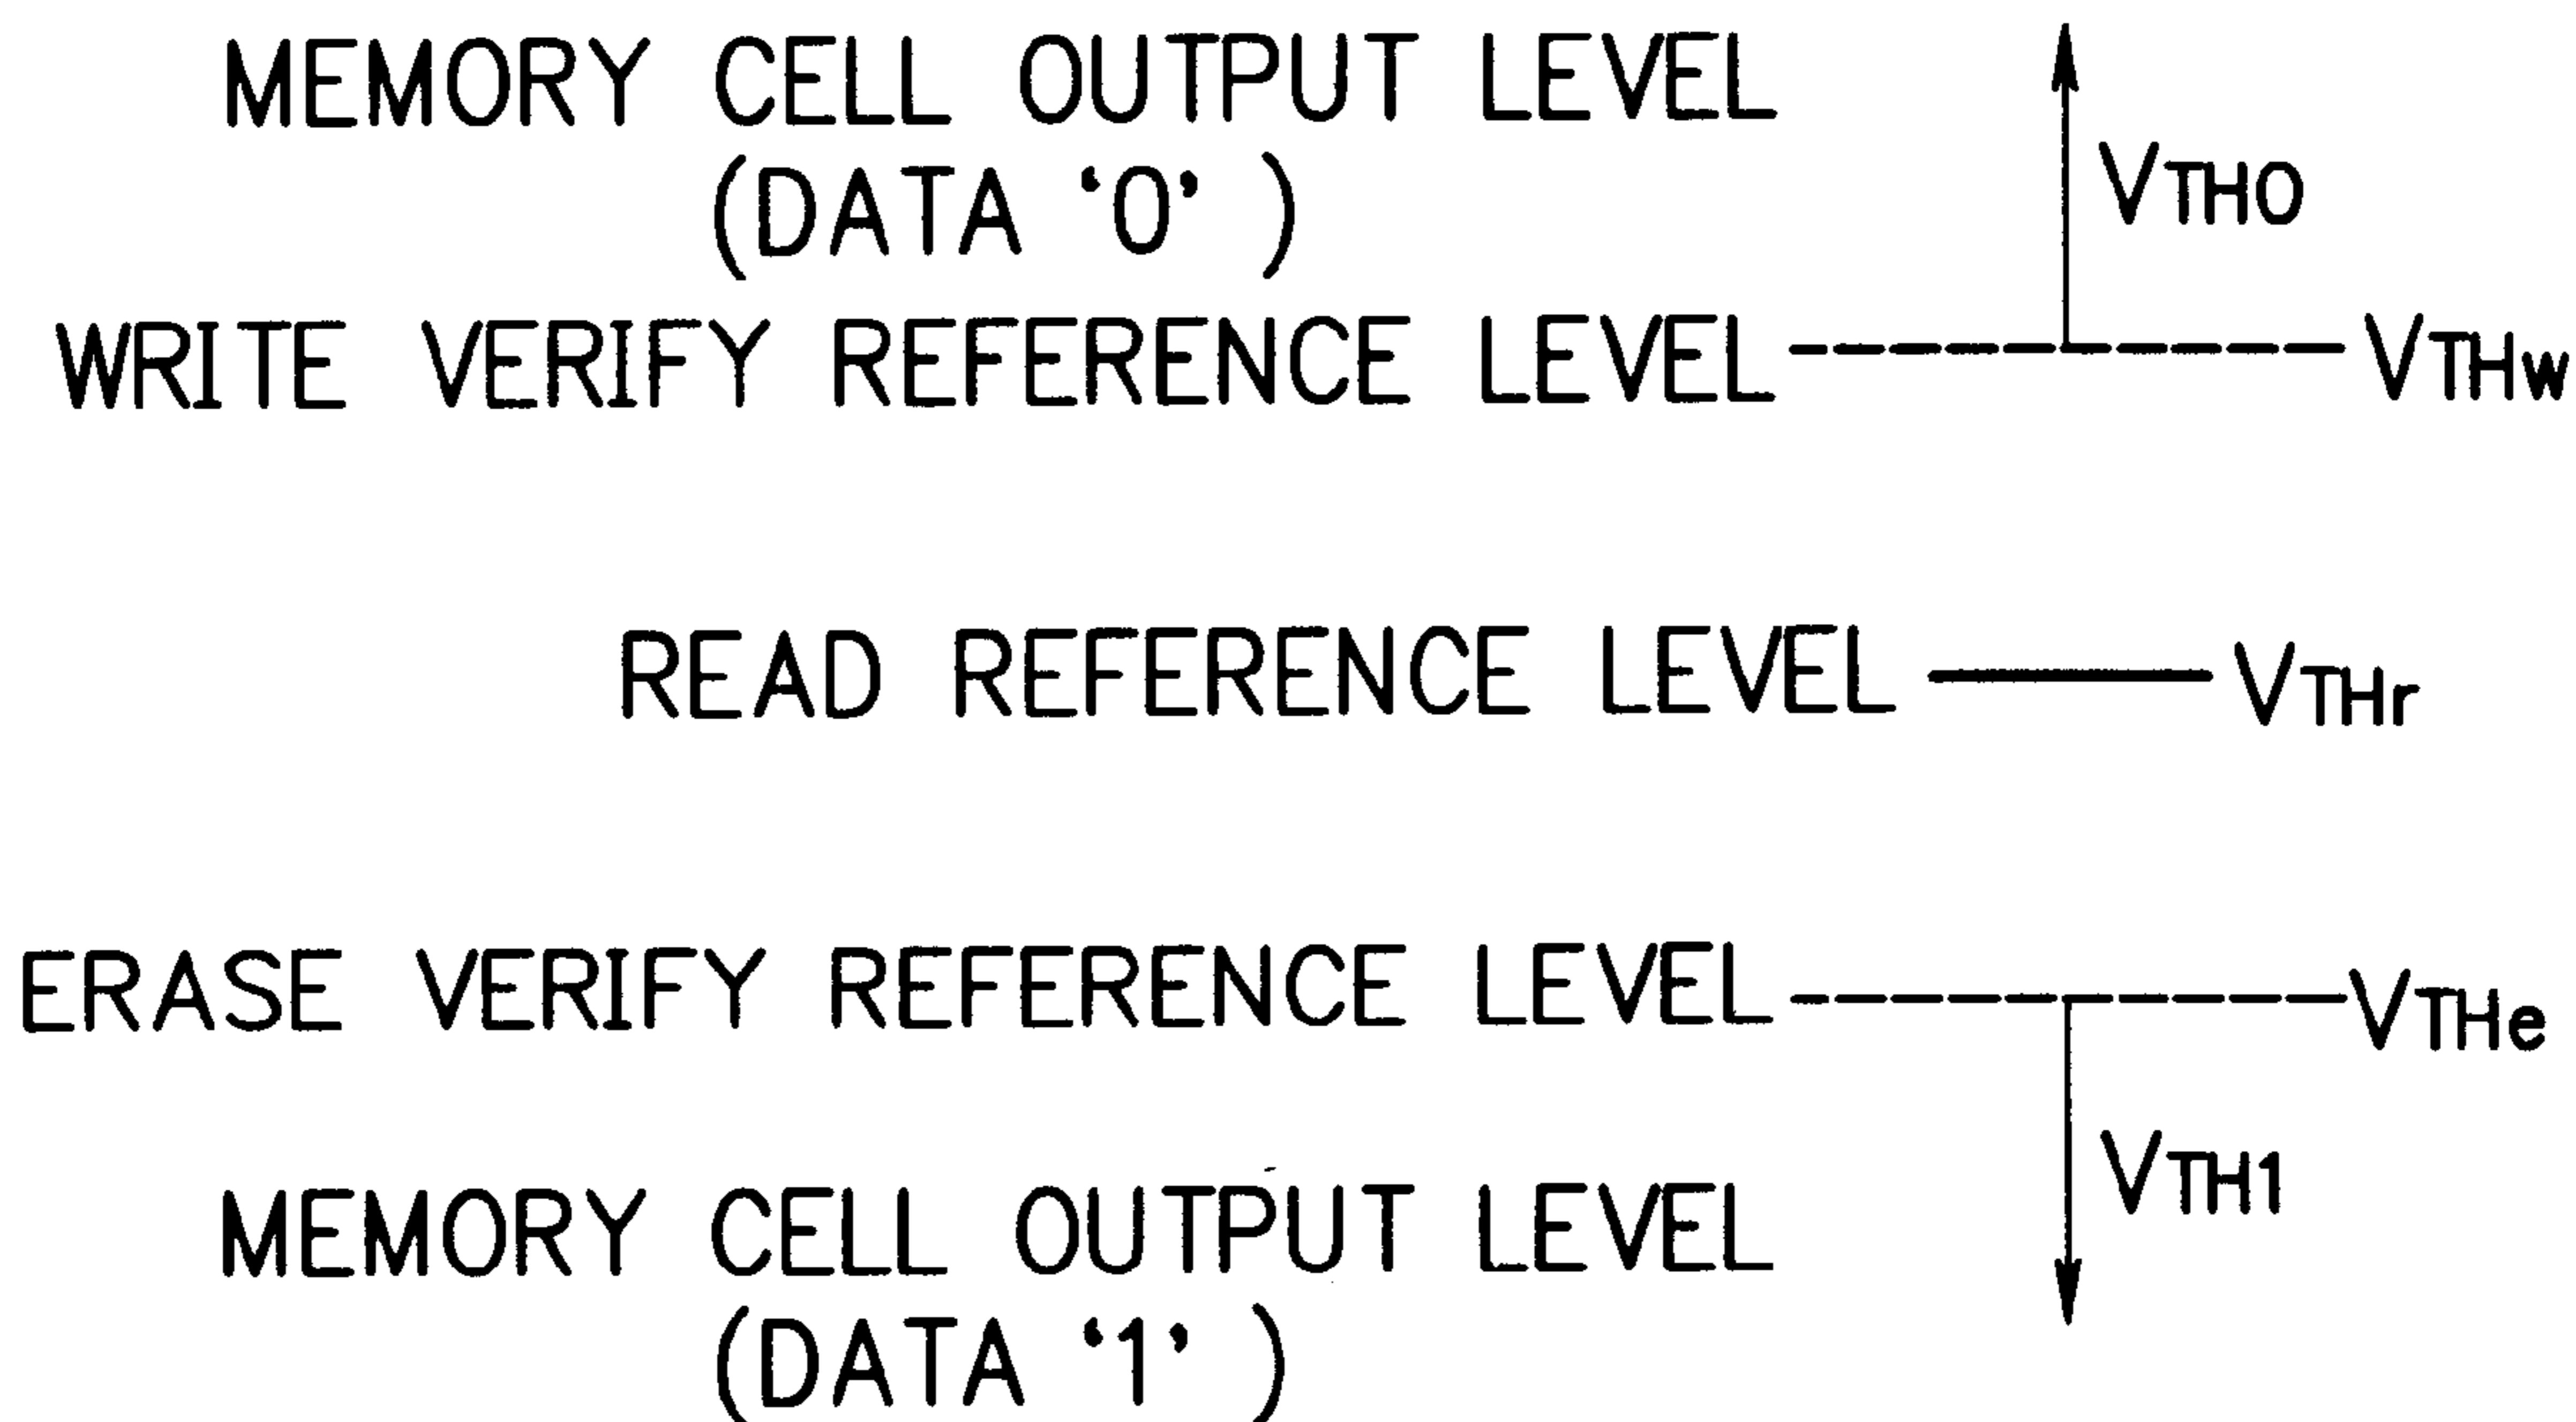 MEMORY CELL OUTPUT LEVEL
(DATA ‘0’ )
VTH0
WRITE VERIFY REFERENCE LEVEL VTHw
READ REFERENCE LEVEL VTHr
ERASE VERIFY REFERENCE LEVEL VTHe
VTH1
MEMORY CELL OUTPUT LEVEL
(DATA ‘1’ )